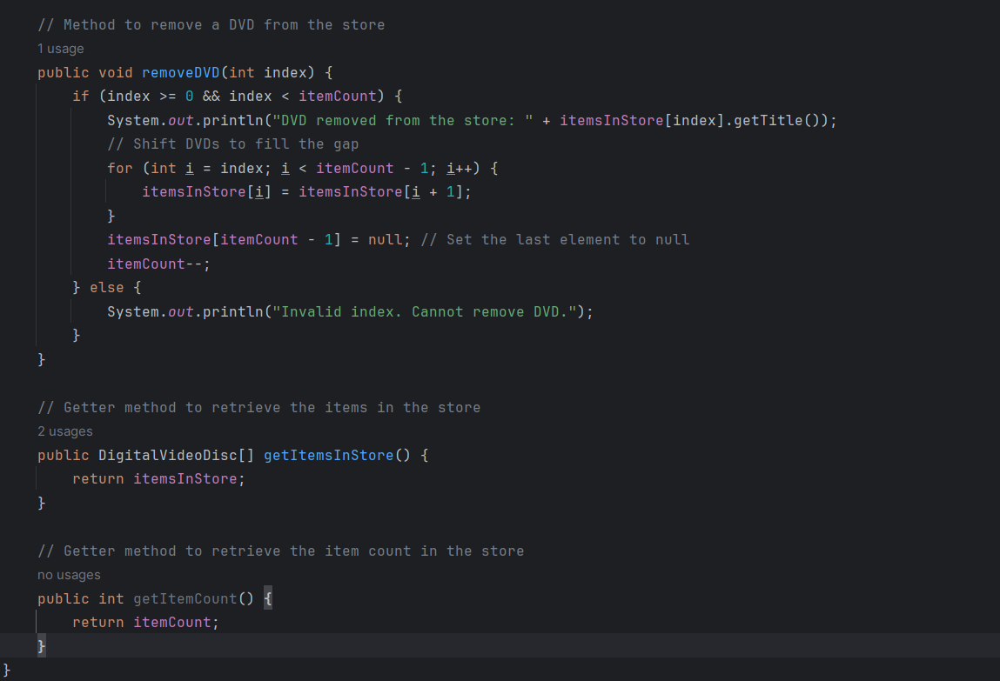 // Method to remove a DVD from the store
1 usage
public void removeDVD(int index) {
if (index >= 0 && index < itemCount) {
System.out.println("DVD removed from the store: " + itemsInStore[index].getTitle());
// Shift DVDs to fill the gap
for (int i = index; i < itemCount - 1; i++) {
itemsInStore[i] = itemsInStore[i + 1];
}
itemsInStore[itemCount - 1] = null; // Set the last element to null
itemCount--;
} else {
System.out.println("Invalid index. Cannot remove DVD.");
}
}
// Getter method to retrieve the items in the store
2 usages
public DigitalVideoDisc[] getItemsInStore() {
return itemsInStore;
}
// Getter method to retrieve the item count in the store
no usages
public int getItemCount() {
return itemCount;
}
}